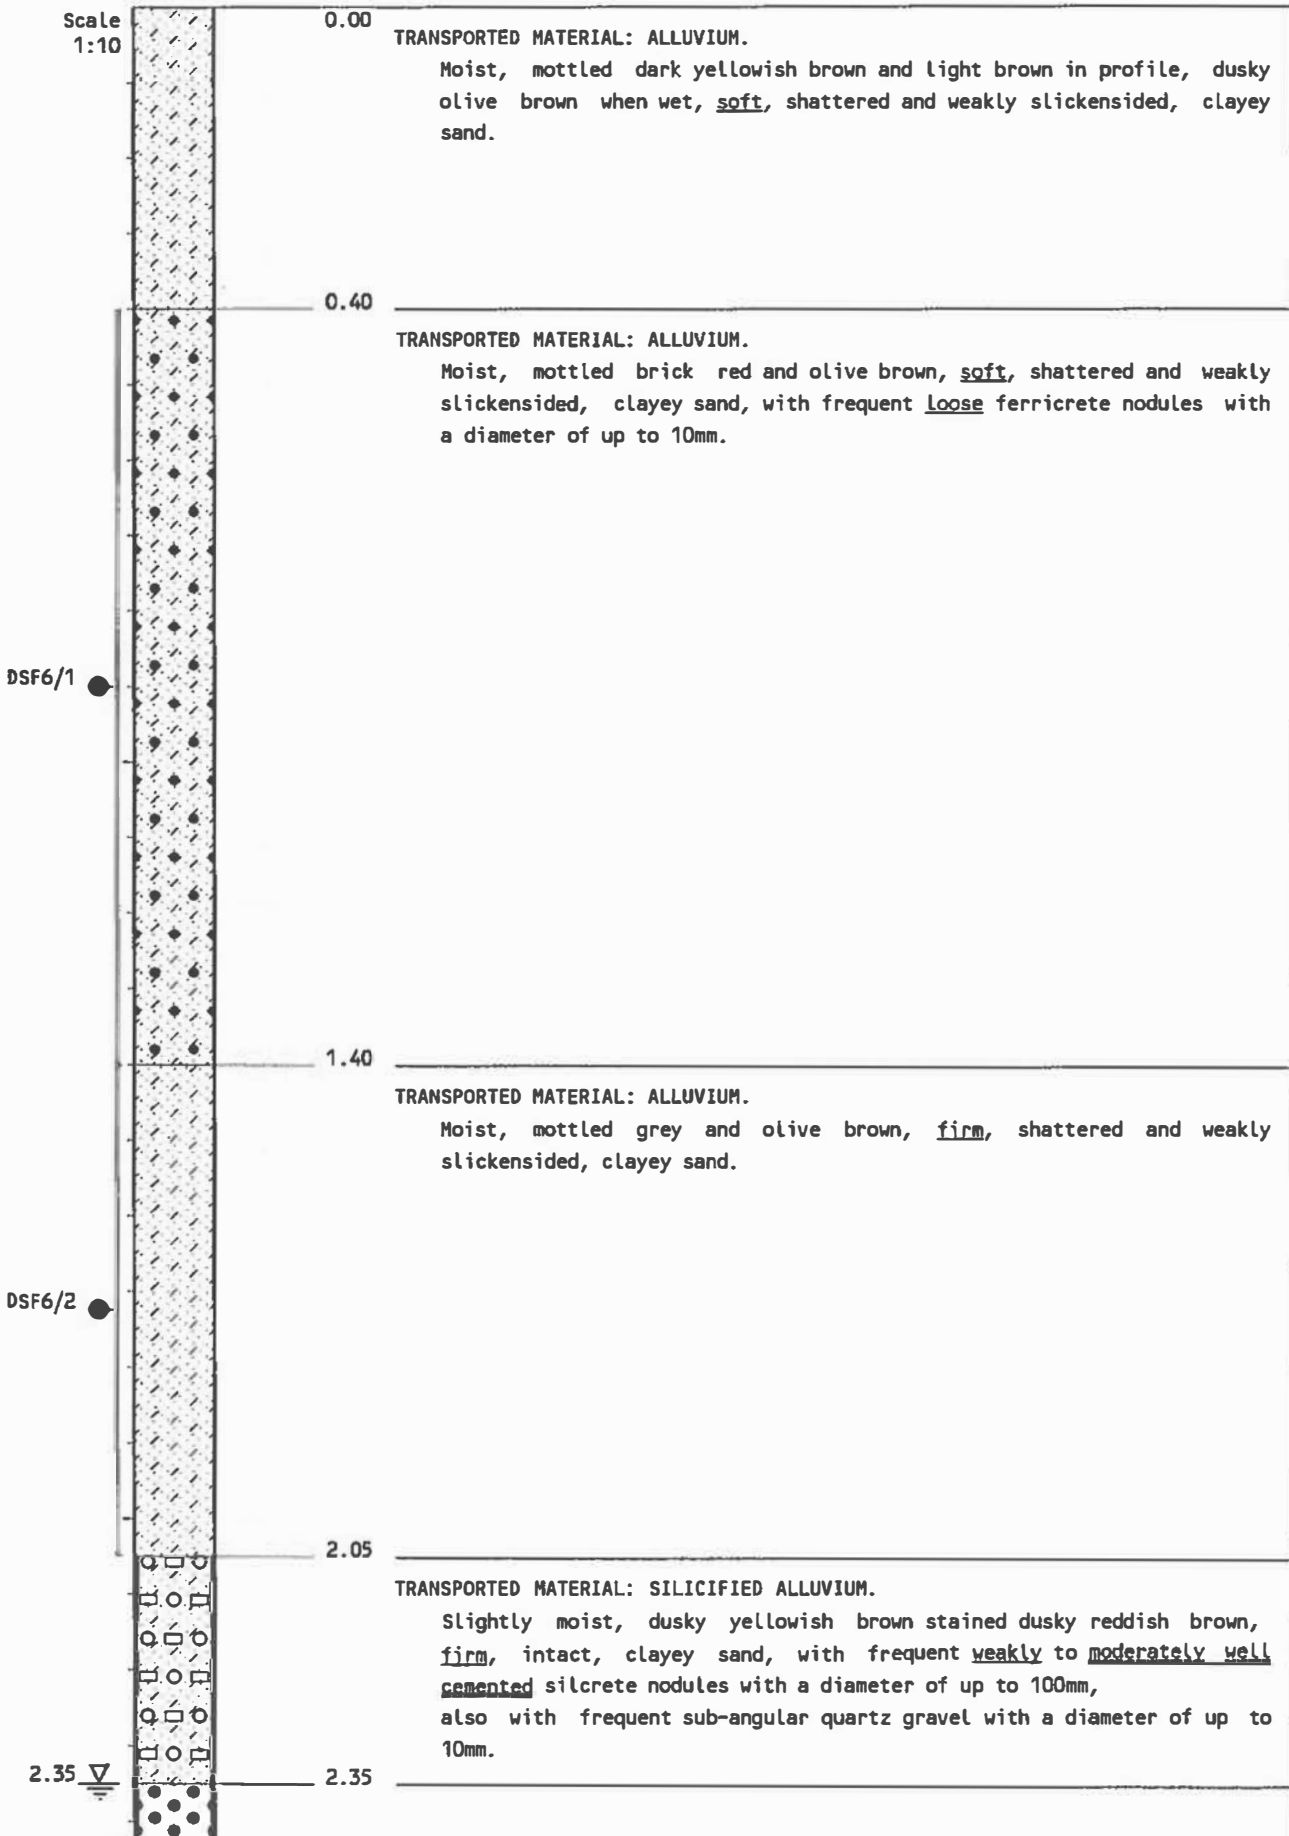 Scale
1:10
0.00
TRANSPORTED MATERIAL: ALLUVIUM.
Moist, mottled dark yellowish brown and light brown in profile, dusky
olive brown when wet, soft, shattered and weakly slickensided, clayey
sand.
0.40
TRANSPORTED MATERIAL: ALLUVIUM.
Moist, mottled brick red and olive brown, soft, shattered and weakly
slickensided, clayey sand, with frequent loose ferricrete nodules with
a diameter of up to 10mm.
DSF6/1
1.40
TRANSPORTED MATERIAL: ALLUVIUM.
Moist, mottled grey and olive brown, firm, shattered and weakly
slickensided, clayey sand.
DSF6/2
2.05
TRANSPORTED MATERIAL: SILICIFIED ALLUVIUM.
Slightly moist, dusky yellowish brown stained dusky reddish brown,
firm, intact, clayey sand, with frequent weakly to moderately well
cemented silcrete nodules with a diameter of up to 100mm,
also with frequent sub-angular quartz gravel with a diameter of up to
10mm.
2.35
2.35